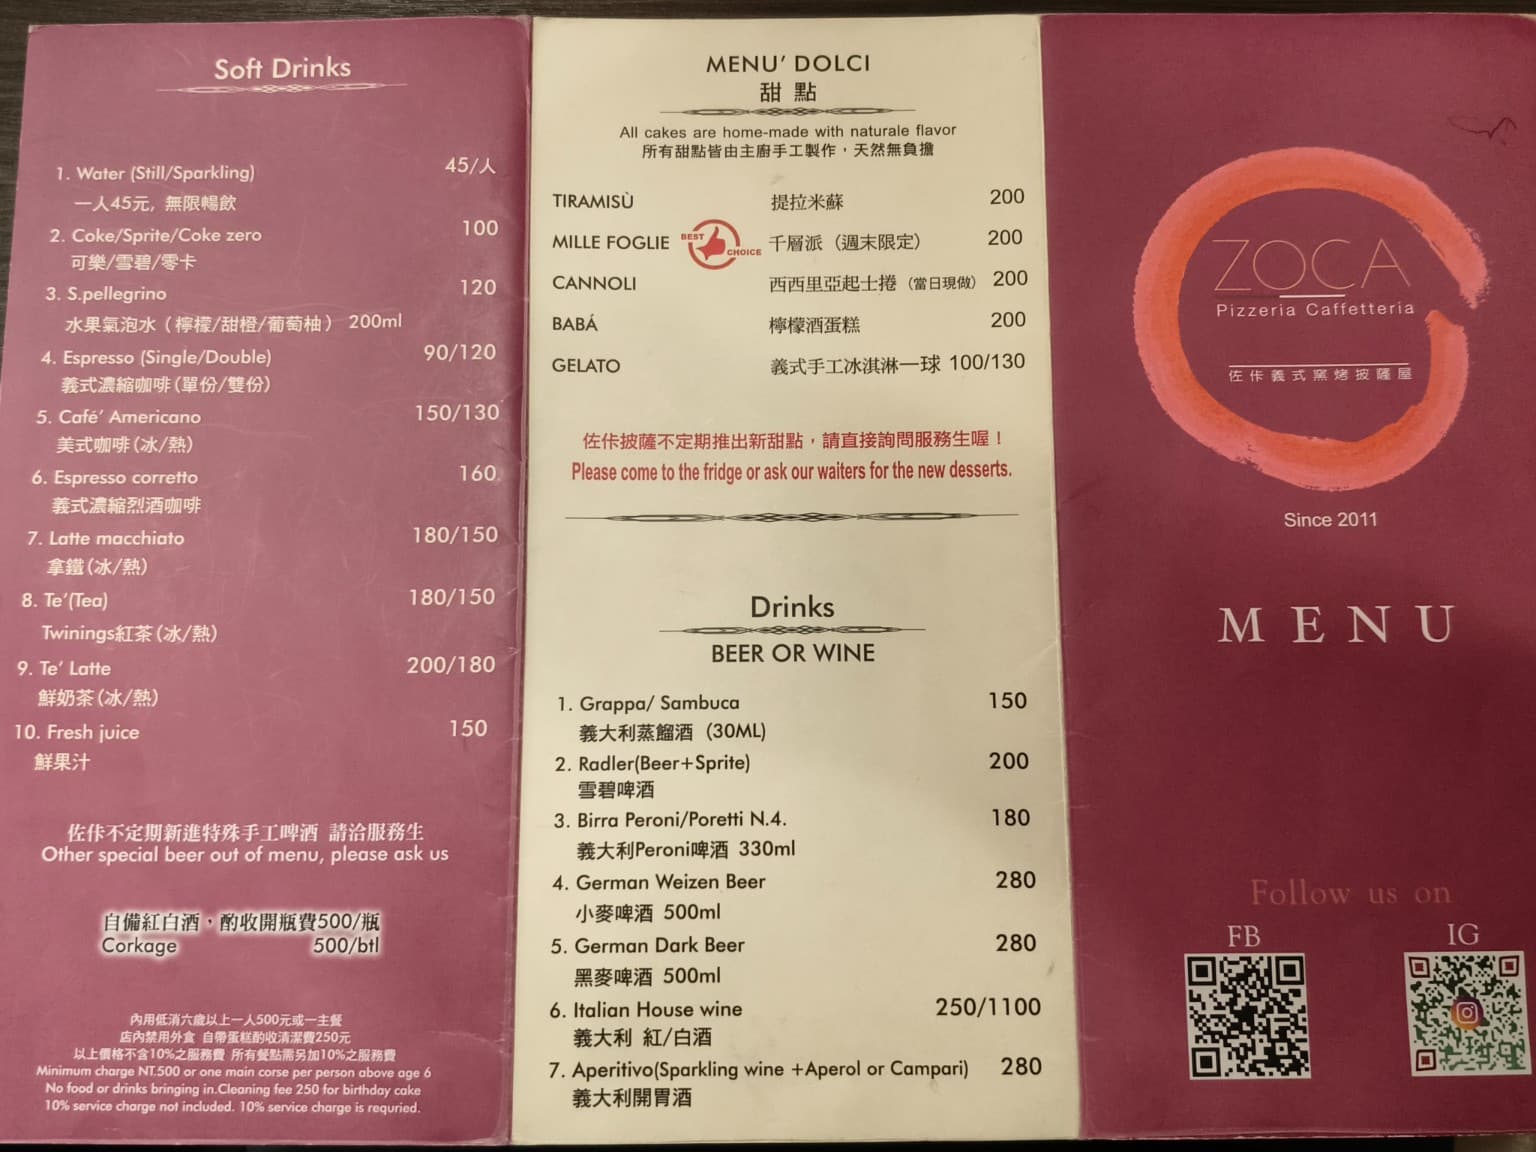 Soft Drinks
1. Water (Still/Sparkling) 45/人
一人45元, 無限暢飲
2. Coke/Sprite/Coke zero 100
可樂/雪碧/零卡
3. S.pellegrino 120
水果氣泡水 ( 檸檬/甜橙/葡萄柚 ) 200ml
4. Espresso (Single/Double) 90/120
義式濃縮咖啡 (單份/雙份)
5. Café’ Americano 150/130
美式咖啡 (冰/熱)
6. Espresso corretto 160
義式濃縮烈酒咖啡
7. Latte macchiato 180/150
拿鐵 (冰/熱)
8. Te’(Tea) 180/150
Twinings紅茶 (冰/熱)
9. Te’ Latte 200/180
鮮奶茶 (冰/熱)
10. Fresh juice 150
鮮果汁
佐佧不定期新進特殊手工啤酒 請洽服務生
Other special beer out of menu, please ask us
自備紅白酒，酌收開瓶費500/瓶
Corkage 500/btl
內用低消六歲以上一人500元或一主餐
店內禁用外盒 自帶蛋糕酌收清潔費250元
以上價格不含10%之服務費 所有餐點需另加10%之服務費
Minimum charge NT.500 or one main corse per person above age 6
No food or drinks bringing in.Cleaning fee 250 for birthday cake
10% service charge not included. 10% service charge is requried.
MENU’ DOLCI
甜 點
All cakes are home-made with naturale flavor
所有甜點皆由主廚手工製作，天然無負擔
TIRAMISÙ 提拉米蘇 200
MILLE FOGLIE BEST CHOICE 千層派（週末限定） 200
CANNOLI 西西里亞起士捲（當日現做） 200
BABÁ 檸檬酒蛋糕 200
GELATO 義式手工冰淇淋一球 100/130
佐佧披薩不定期推出新甜點，請直接詢問服務生喔！
Please come to the fridge or ask our waiters for the new desserts.
Drinks
BEER OR WINE
1. Grappa/ Sambuca 150
義大利蒸餾酒 (30ML)
2. Radler(Beer+Sprite) 200
雪碧啤酒
3. Birra Peroni/Poretti N.4. 180
義大利Peroni啤酒 330ml
4. German Weizen Beer 280
小麥啤酒 500ml
5. German Dark Beer 280
黑麥啤酒 500ml
6. Italian House wine 250/1100
義大利 紅/白酒
7. Aperitivo(Sparkling wine +Aperol or Campari) 280
義大利開胃酒
ZOCA
Pizzeria Caffetteria
佐佧義式窯烤披薩屋
Since 2011
MENU
Follow us on
FB IG